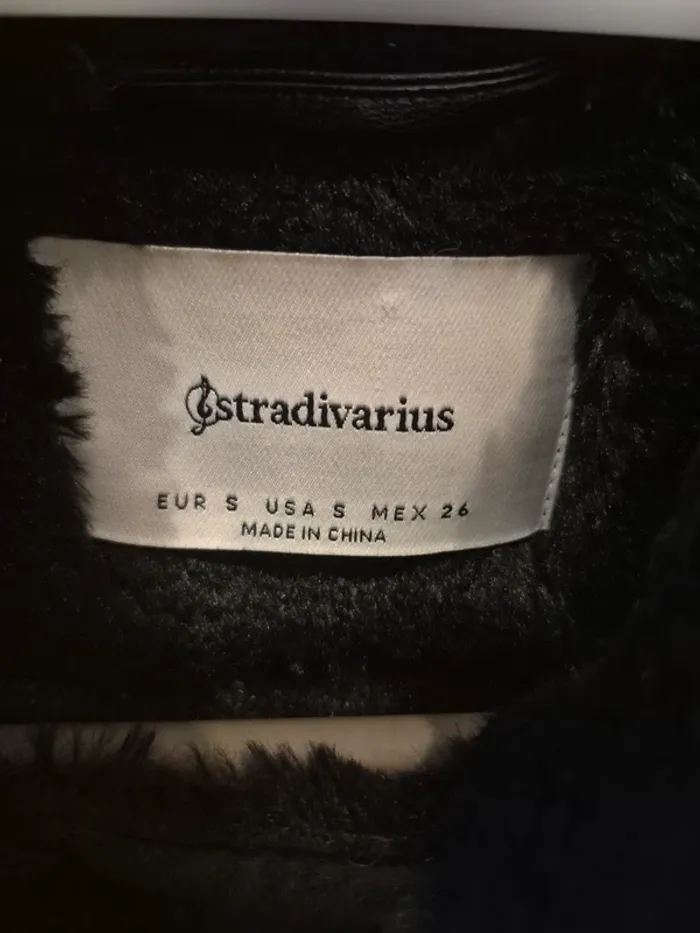 stradivarius
EUR S USA S MEX 26
MADE IN CHINA